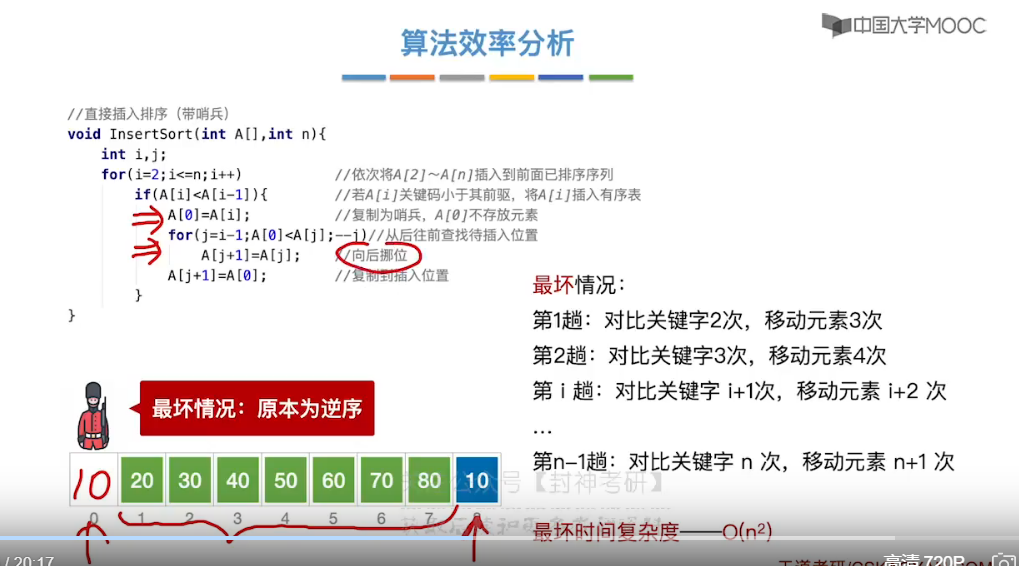 中国大学MOOC
算法效率分析
//直接插入排序（带哨兵）
void InsertSort(int A[],int n){
int i,j;
for(i=2;i<=n;i++) //依次将A[2]～A[n]插入到前面已排序序列
if(A[i]<A[i-1]){ //若A[i]关键码小于其前驱，将A[i]插入有序表
A[0]=A[i]; //复制为哨兵，A[0]不存放元素
for(j=i-1;A[0]<A[j];--j)//从后往前查找待插入位置
A[j+1]=A[j]; //向后挪位
A[j+1]=A[0]; //复制到插入位置
}
}
最坏情况：
第1趟：对比关键字2次，移动元素3次
第2趟：对比关键字3次，移动元素4次
第 i 趟：对比关键字 i+1次，移动元素 i+2 次
…
第n-1趟：对比关键字 n 次，移动元素 n+1 次
最坏时间复杂度——O(n²)
最坏情况：原本为逆序
10 20 30 40 50 60 70 80 10
0 1 2 3 4 5 6 7
公众号【封神考研】
/ 20:17
高清 720P